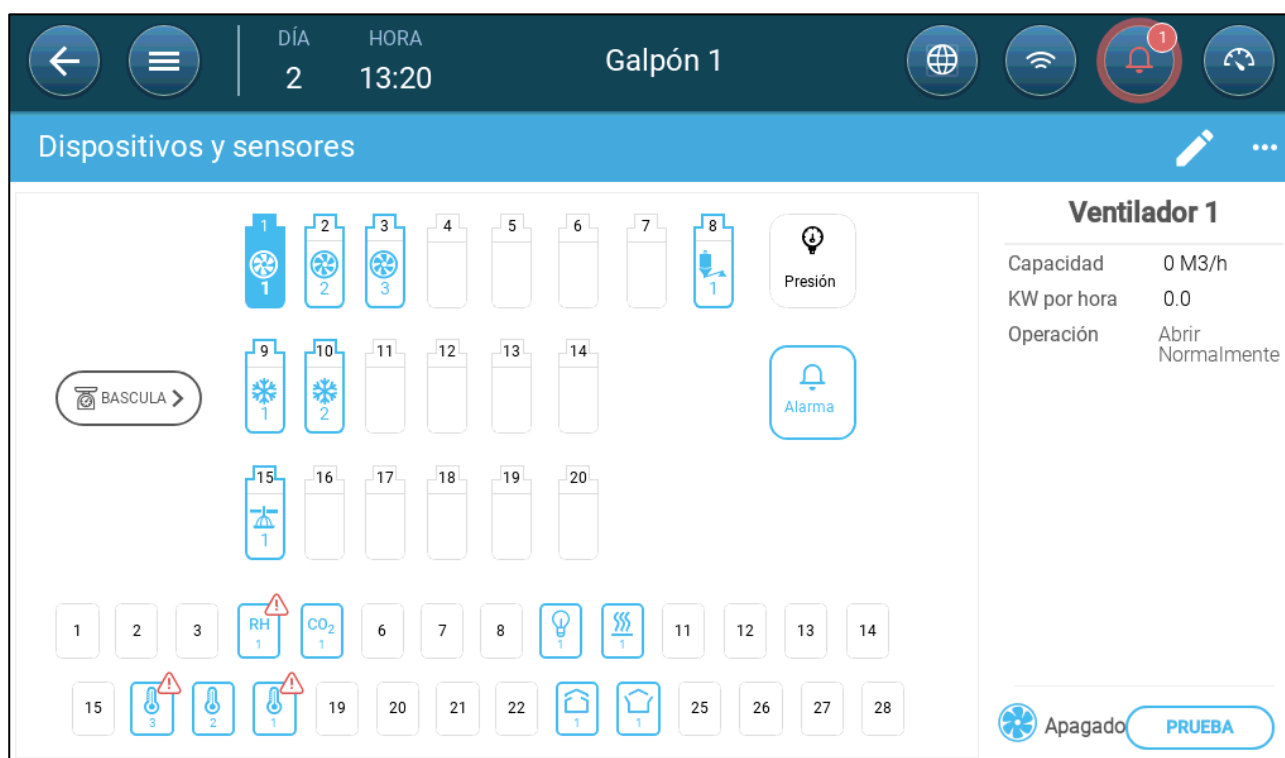 DÍA HORA
2 13:20
Galpón 1
1
Dispositivos y sensores
1 2 3 4 5 6 7 8
1 2 3 1
Presión
9 10 11 12 13 14
1 2
BASCULA
Alarma
15 16 17 18 19 20
1
1 2 3 RH CO2 6 7 8 11 12 13 14
1 1 1 1
15 19 20 21 22 25 26 27 28
3 2 1 1 1
Ventilador 1
Capacidad 0 M3/h
KW por hora 0.0
Operación Abrir
Normalmente
Apagado PRUEBA